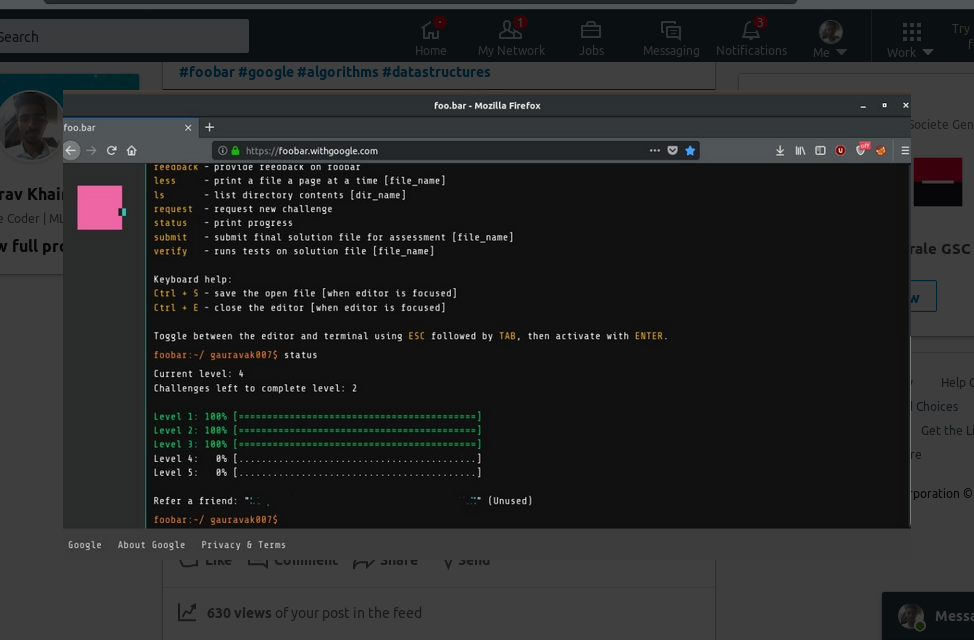 Search
Home
1
My Network
Jobs
Messaging
3
Notifications
Me
Work
Try
#foobar #google #algorithms #datastructures
foo.bar - Mozilla Firefox
foo.bar
https://foobar.withgoogle.com
off
feedback - provide feedback on foobar
less - print a file a page at a time [file_name]
ls - list directory contents [dir_name]
request - request new challenge
status - print progress
submit - submit final solution file for assessment [file_name]
verify - runs tests on solution file [file_name]
Keyboard help:
Ctrl + S - save the open file [when editor is focused]
Ctrl + E - close the editor [when editor is focused]
Toggle between the editor and terminal using ESC followed by TAB, then activate with ENTER.
foobar:~/ gauravak007$ status
Current level: 4
Challenges left to complete level: 2
Level 1: 100% [==========================================]
Level 2: 100% [==========================================]
Level 3: 100% [==========================================]
Level 4: 0% [..........................................]
Level 5: 0% [..........................................]
Refer a friend: " " (Unused)
foobar:~/ gauravak007$
Google About Google Privacy & Terms
rav Khai
e Coder | ML
w full pro
Societe Gen
rale GSC
w
Help C
Choices
Get the Li
re
rporation ©
Like Comment Share Send
630 views of your post in the feed
Messa